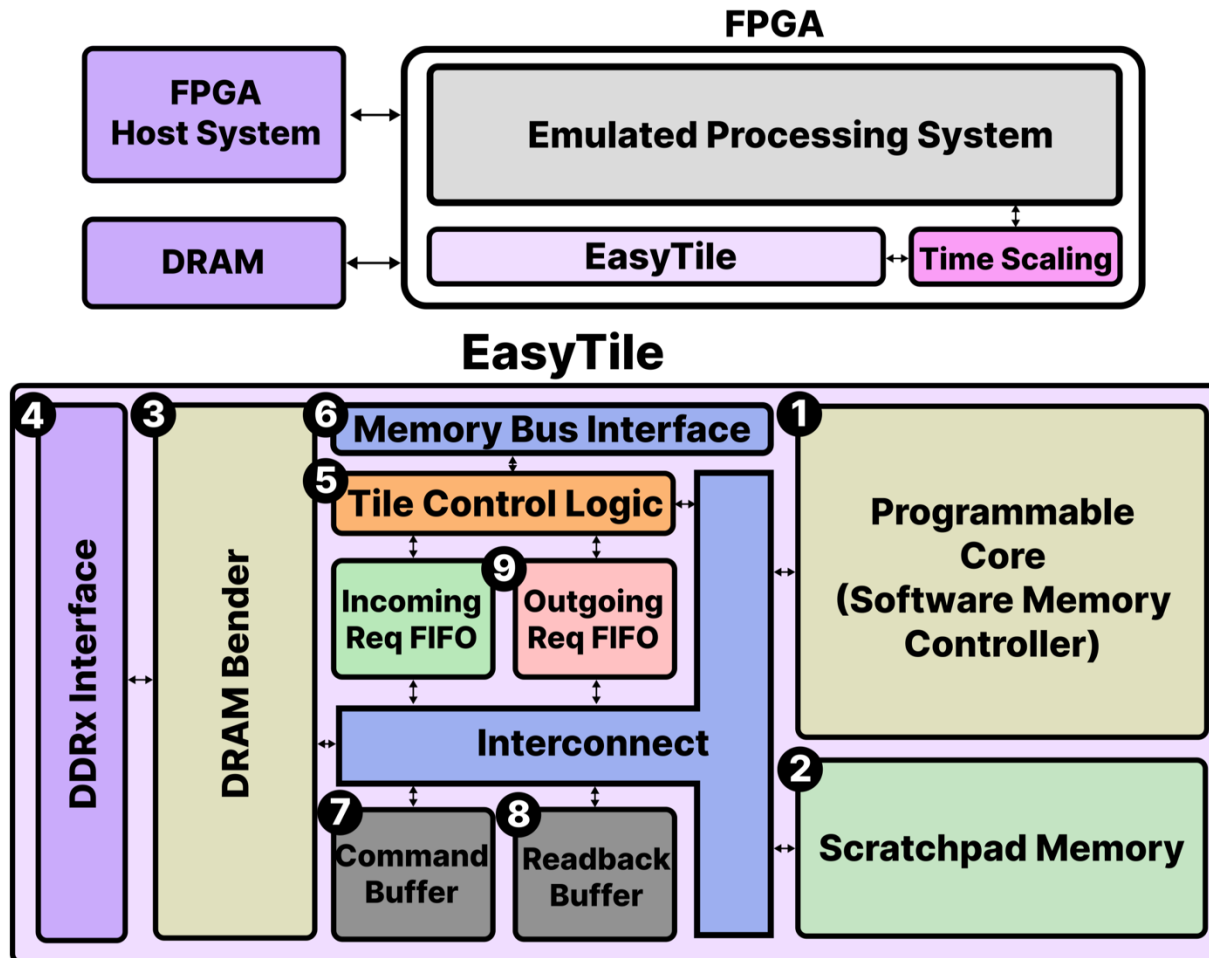 FPGA
FPGA
Host System
Emulated Processing System
DRAM
EasyTile
Time Scaling
EasyTile
4
DDRx Interface
3
DRAM Bender
6
Memory Bus Interface
5
Tile Control Logic
Incoming
Req FIFO
9
Outgoing
Req FIFO
Interconnect
7
Command
Buffer
8
Readback
Buffer
1
Programmable
Core
(Software Memory
Controller)
2
Scratchpad Memory